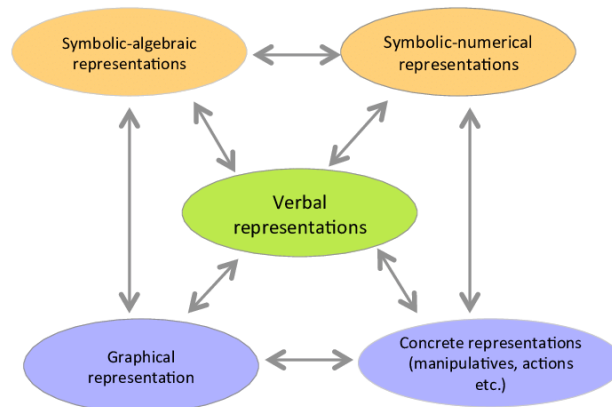 Symbolic-algebraic
representations
Symbolic-numerical
representations
Verbal
representations
Graphical
representation
Concrete representations
(manipulatives, actions
etc.)